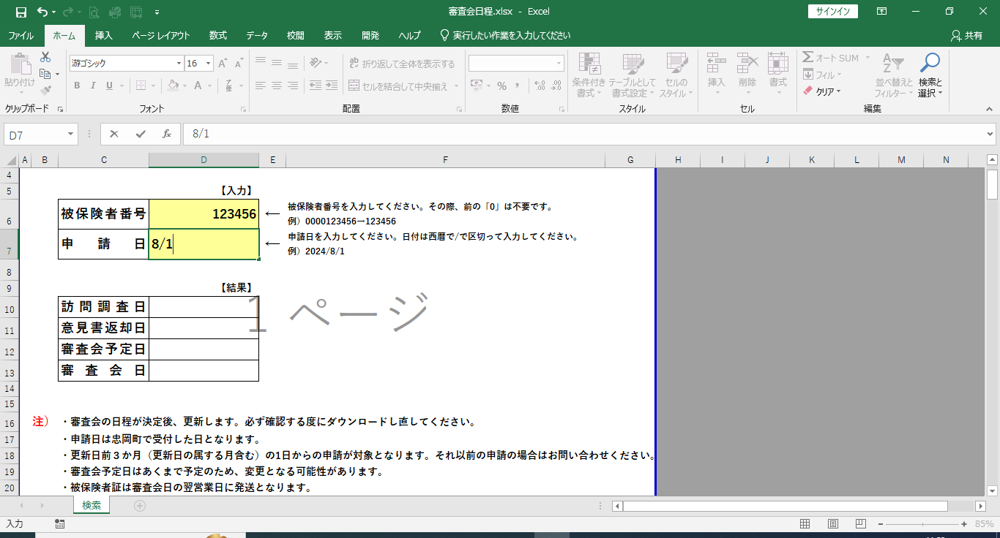 審査会日程.xlsx - Excel
サインイン
ファイル ホーム 挿入 ページ レイアウト 数式 データ 校閲 表示 開発 ヘルプ 実行したい作業を入力してください 共有
貼り付け
游ゴシック 16
B I U
折り返して全体を表示する
セルを結合して中央揃え
条件付き書式
テーブルとして書式設定
セルのスタイル
挿入 削除 書式
オート SUM
フィル
クリア
並べ替えとフィルター
検索と選択
クリップボード フォント 配置 数値 スタイル セル 編集
D7 fx 8/1
A B C D E F G H I J K L M N
4
5 【入力】
6 被保険者番号 123456 ← 被保険者番号を入力してください。その際、前の「0」は不要です。
例）0000123456→123456
7 申請日 8/1 ← 申請日を入力してください。日付は西暦で/で区切って入力してください。
例）2024/8/1
8
9 【結果】
1 ページ
10 訪問調査日
11 意見書返却日
12 審査会予定日
13 審査会日
14
15
16 注） ・審査会の日程が決定後、更新します。必ず確認する度にダウンロードし直してください。
17 ・申請日は忠岡町で受付した日となります。
18 ・更新日前３か月（更新日の属する月含む）の1日からの申請が対象となります。それ以前の申請の場合はお問い合わせください。
19 ・審査会予定日はあくまで予定のため、変更となる可能性があります。
20 ・被保険者証は審査会日の翌営業日に発送となります。
検索
入力 85%